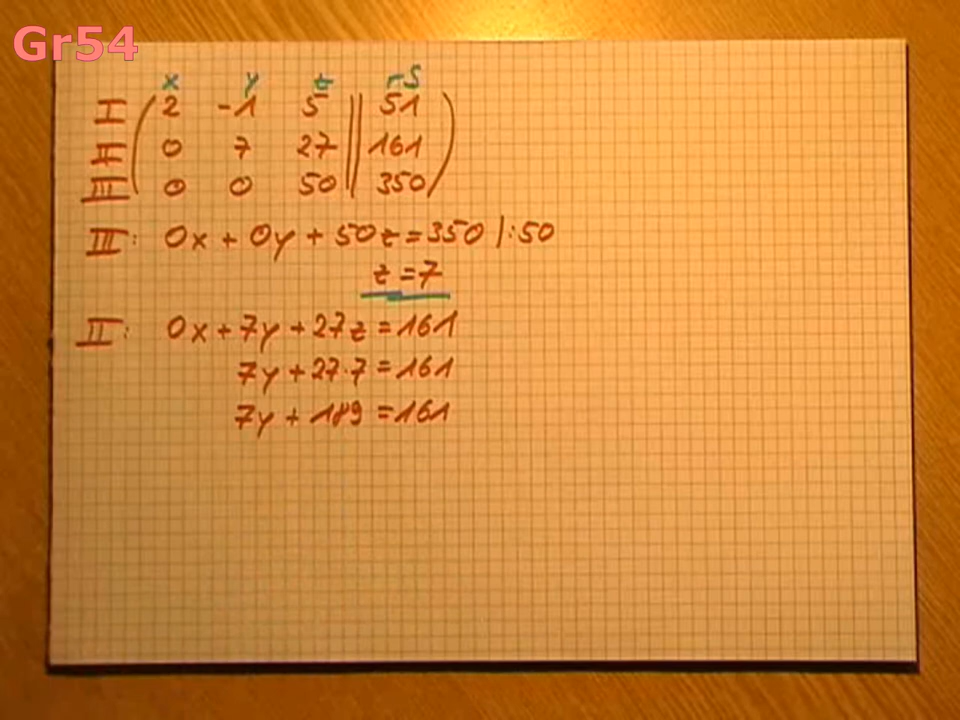 Gr54
x y z rS
I ( 2 -1 5 || 51 )
II ( 0 7 27 || 161 )
III ( 0 0 50 || 350 )
III: 0x + 0y + 50z = 350 |:50
z = 7
II: 0x + 7y + 27z = 161
7y + 27·7 = 161
7y + 189 = 161